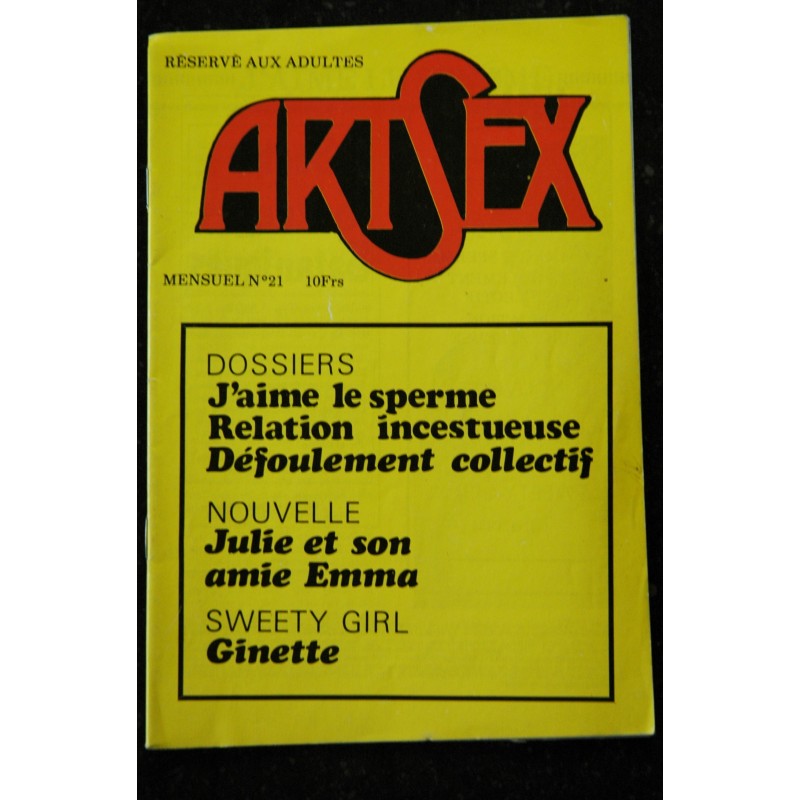 RÉSERVÉ AUX ADULTES
ARTSEX
MENSUEL N°21 10Frs
DOSSIERS
J'aime le sperme
Relation incestueuse
Défoulement collectif
NOUVELLE
Julie et son
amie Emma
SWEETY GIRL
Ginette